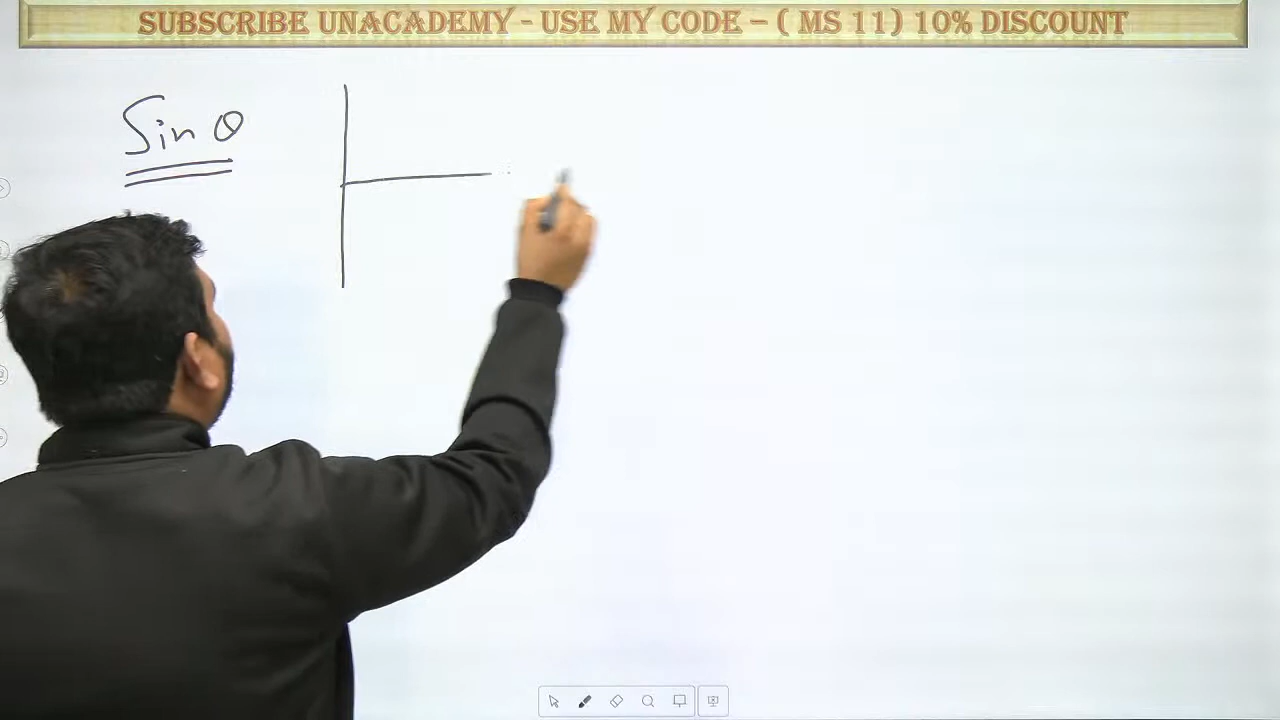 SUBSCRIBE UNACADEMY - USE MY CODE – ( MS 11) 10% DISCOUNT
Sin θ